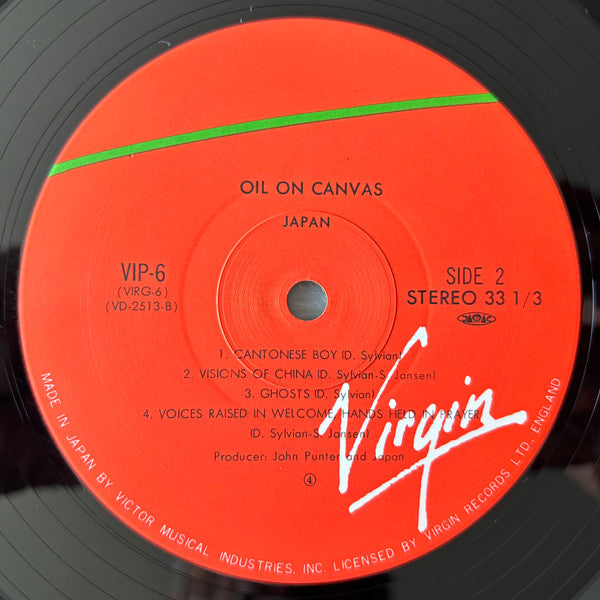 OIL ON CANVAS
JAPAN
VIP-6
(VIRG-6)
(VD-2513-B)
SIDE 2
STEREO 33 1/3
JASRAC
1. CANTONESE BOY (D. Sylvian)
2. VISIONS OF CHINA (D. Sylvian-S. Jansen)
3. GHOSTS (D. Sylvian)
4. VOICES RAISED IN WELCOME, HANDS HELD IN PRAYER
(D. Sylvian-S. Jansen)
Producer: John Punter and Japan
4
Virgin
MADE IN JAPAN BY VICTOR MUSICAL INDUSTRIES, INC. LICENSED BY VIRGIN RECORDS LTD. ENGLAND